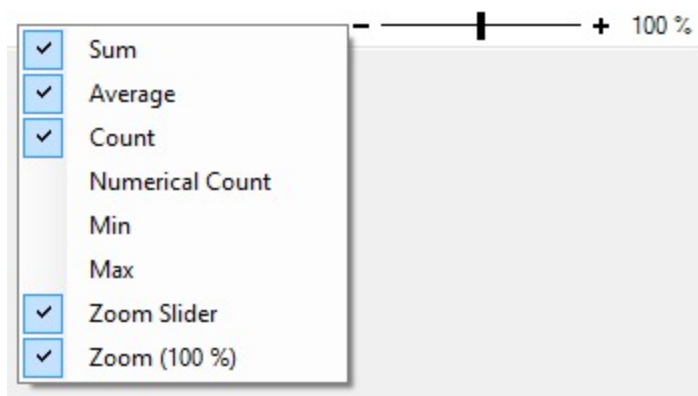 − + 100 %
Sum
Average
Count
Numerical Count
Min
Max
Zoom Slider
Zoom (100 %)